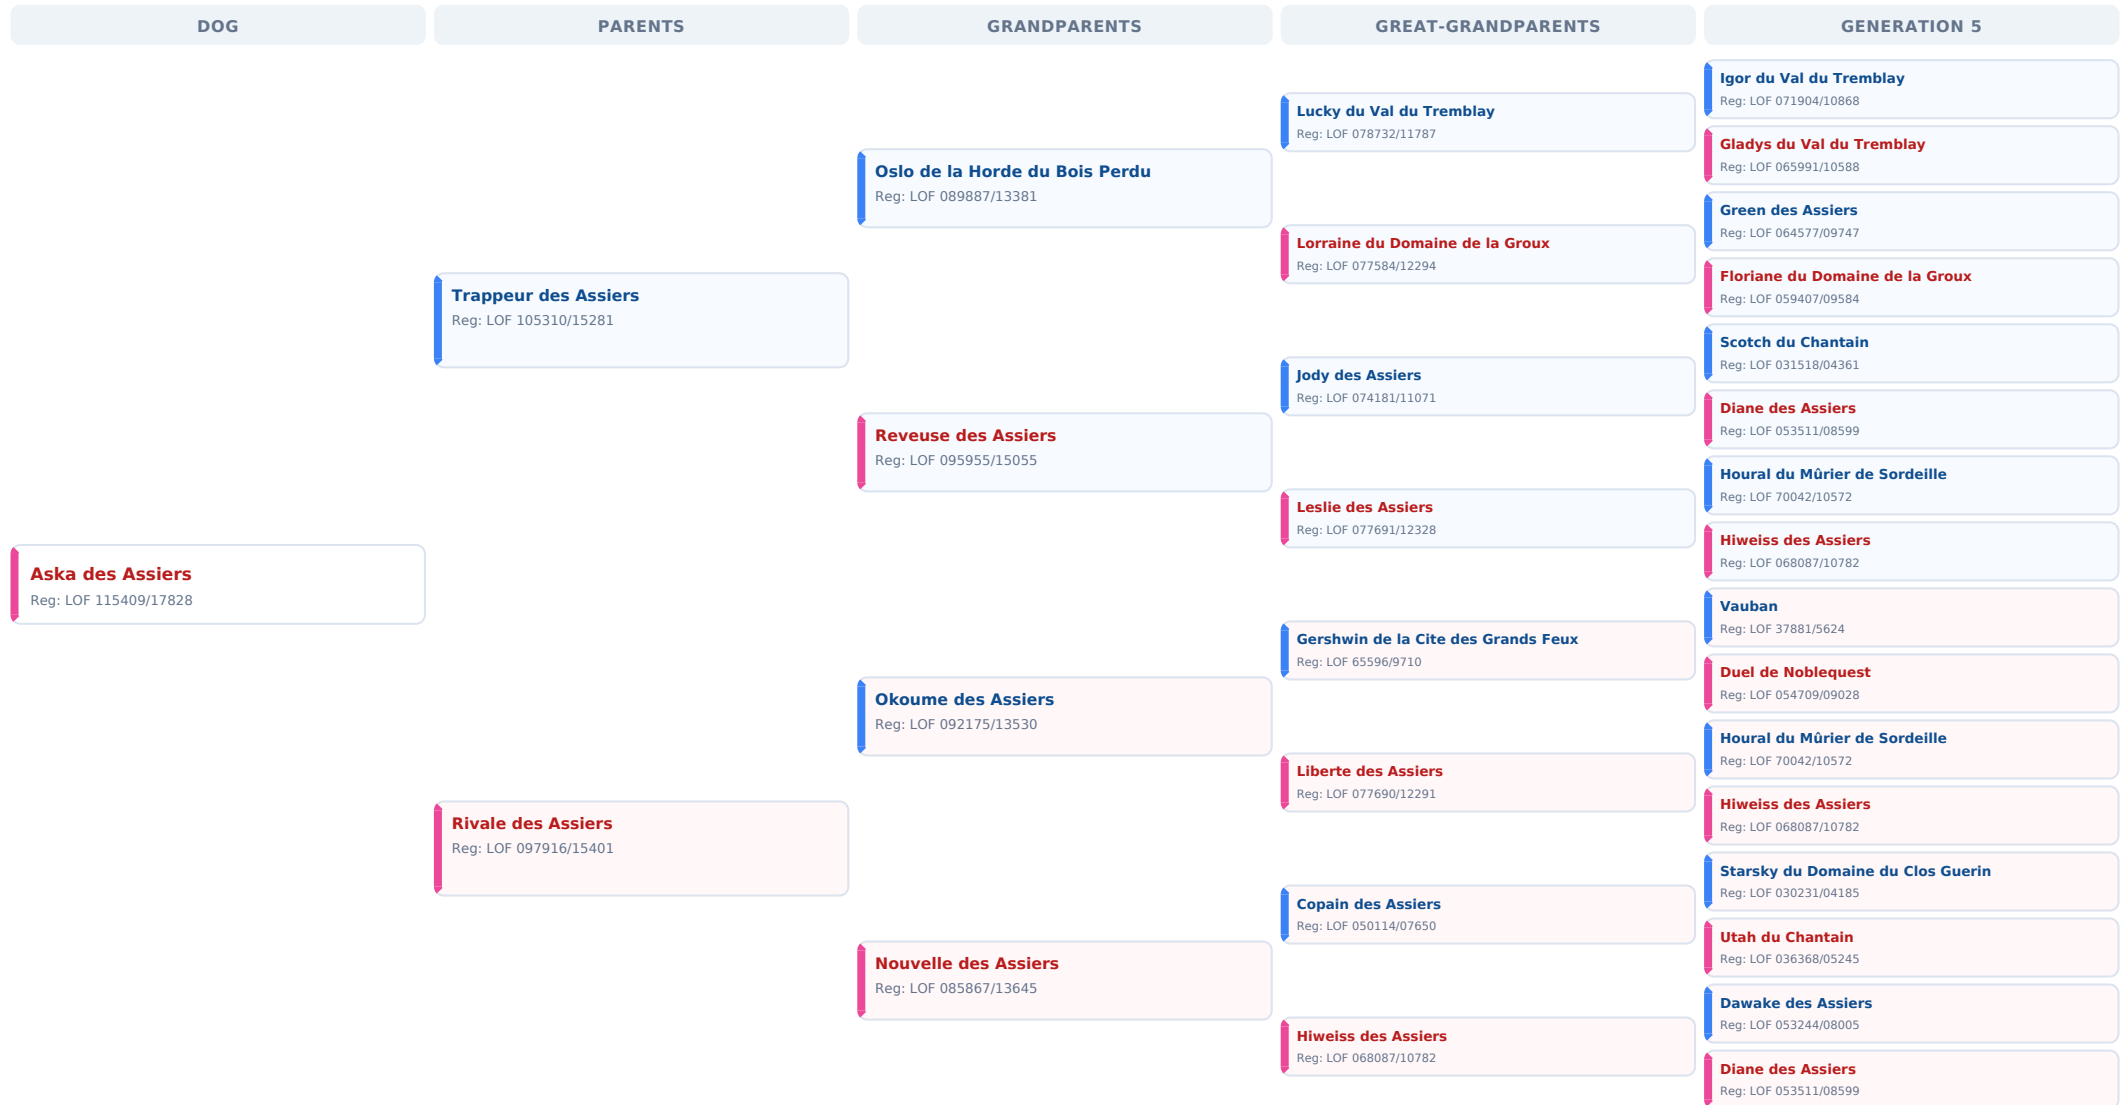 DOG
PARENTS
GRANDPARENTS
GREAT-GRANDPARENTS
GENERATION 5
Aska des Assiers
Reg: LOF 115409/17828
Trappeur des Assiers
Reg: LOF 105310/15281
Rivale des Assiers
Reg: LOF 097916/15401
Oslo de la Horde du Bois Perdu
Reg: LOF 089887/13381
Reveuse des Assiers
Reg: LOF 095955/15055
Okoume des Assiers
Reg: LOF 092175/13530
Nouvelle des Assiers
Reg: LOF 085867/13645
Lucky du Val du Tremblay
Reg: LOF 078732/11787
Lorraine du Domaine de la Groux
Reg: LOF 077584/12294
Jody des Assiers
Reg: LOF 074181/11071
Leslie des Assiers
Reg: LOF 077691/12328
Gershwin de la Cite des Grands Feux
Reg: LOF 65596/9710
Liberte des Assiers
Reg: LOF 077690/12291
Copain des Assiers
Reg: LOF 050114/07650
Hiweiss des Assiers
Reg: LOF 068087/10782
Igor du Val du Tremblay
Reg: LOF 071904/10868
Gladys du Val du Tremblay
Reg: LOF 065991/10588
Green des Assiers
Reg: LOF 064577/09747
Floriane du Domaine de la Groux
Reg: LOF 059407/09584
Scotch du Chantain
Reg: LOF 031518/04361
Diane des Assiers
Reg: LOF 053511/08599
Houral du Mûrier de Sordeille
Reg: LOF 70042/10572
Hiweiss des Assiers
Reg: LOF 068087/10782
Vauban
Reg: LOF 37881/5624
Duel de Noblequest
Reg: LOF 054709/09028
Houral du Mûrier de Sordeille
Reg: LOF 70042/10572
Hiweiss des Assiers
Reg: LOF 068087/10782
Starsky du Domaine du Clos Guerin
Reg: LOF 030231/04185
Utah du Chantain
Reg: LOF 036368/05245
Dawake des Assiers
Reg: LOF 053244/08005
Diane des Assiers
Reg: LOF 053511/08599